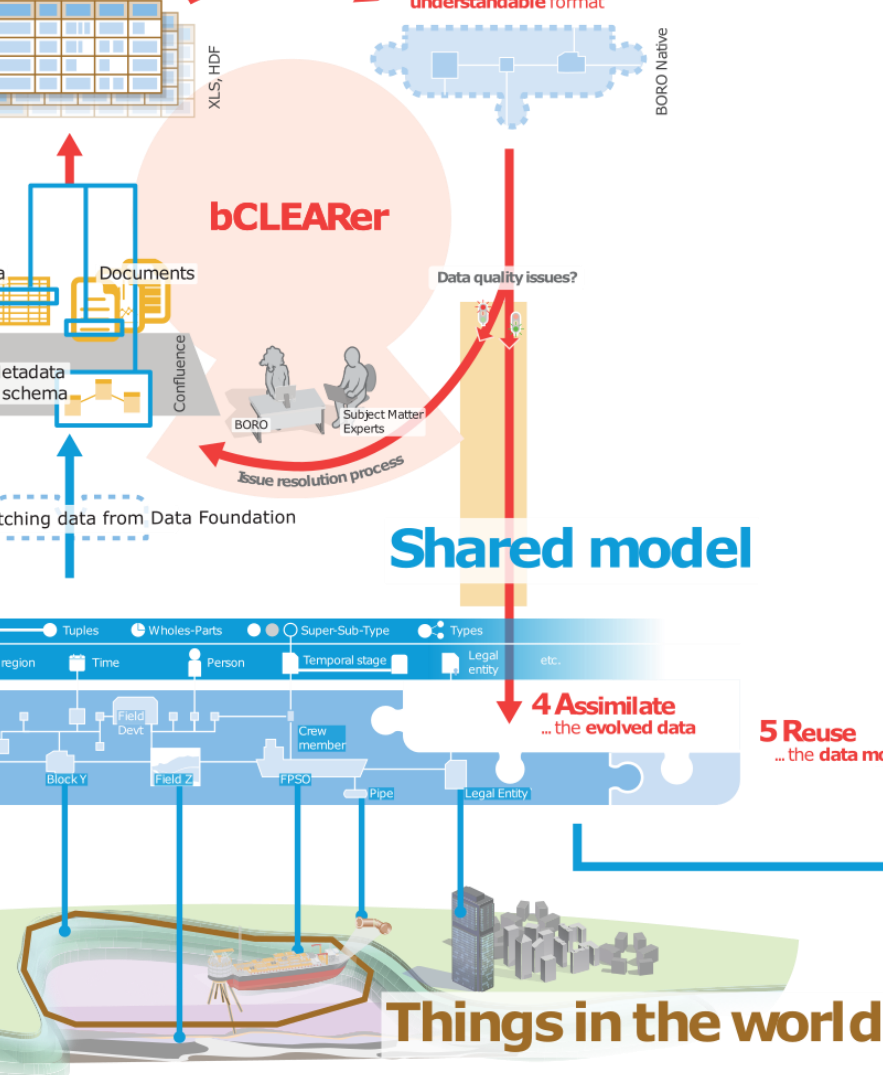 understandable format
XLS, HDF
BORO Native
bCLEARer
Data quality issues?
a
Documents
Confluence
etadata
schema
BORO
Subject Matter
Experts
Issue resolution process
tching data from Data Foundation
Shared model
Tuples
Wholes-Parts
Super-Sub-Type
Types
region
Time
Person
Temporal stage
Legal
entity
etc.
4 Assimilate
... the evolved data
5 Reuse
... the data mo
Field
Devt
Crew
member
Block Y
Field Z
FPSO
Pipe
Legal Entity
Things in the world